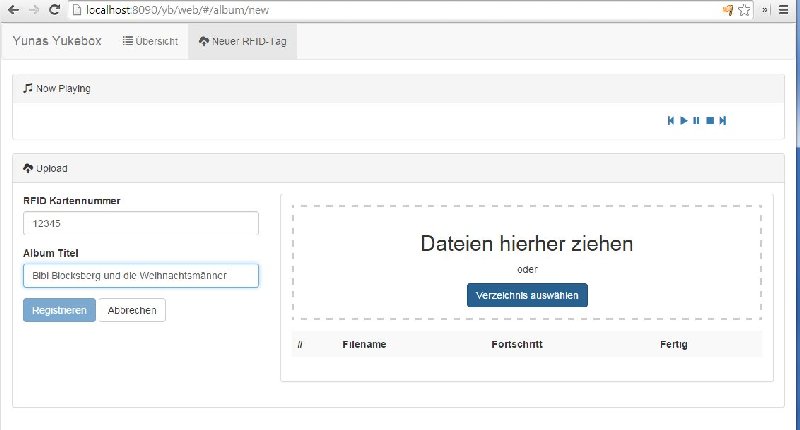 localhost:8090/yb/web/#/album/new
Yunas Yukebox Übersicht Neuer RFID-Tag
Now Playing
Upload
RFID Kartennummer
12345
Album Titel
Bibi Blocksberg und die Weihnachtsmänner
Registrieren Abbrechen
Dateien hierher ziehen
oder
Verzeichnis auswählen
# Filename Fortschritt Fertig